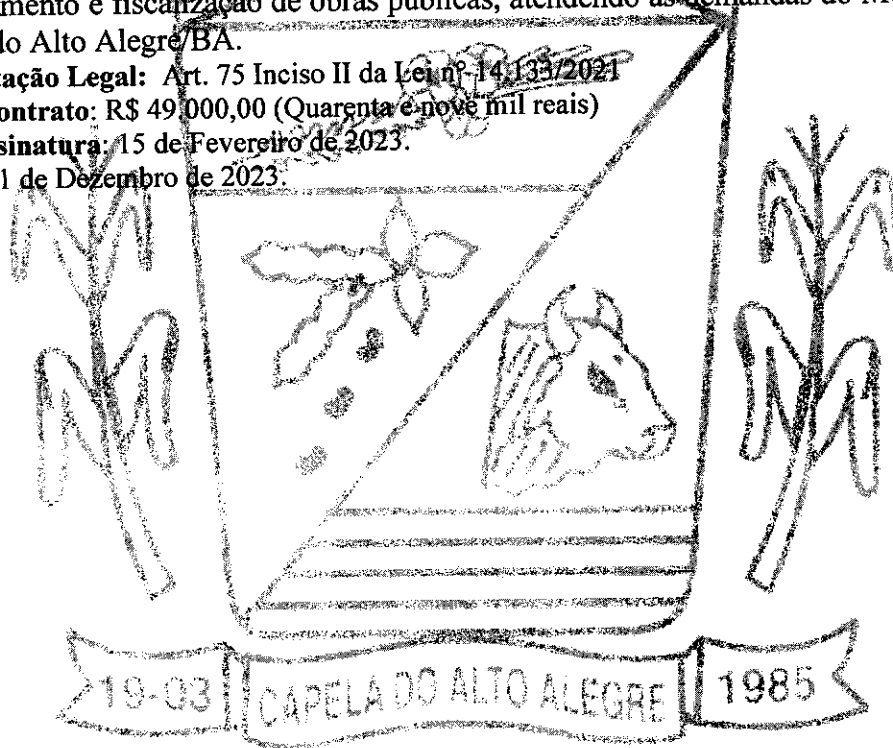 mento e fiscalização de obras públicas, atendendo as demandas do M
do Alto Alegre/BA.
tação Legal: Art. 75 Inciso II da Lei nº 14.133/2021
ontrato: R$ 49.000,00 (Quarenta e nove mil reais)
sinatura: 15 de Fevereiro de 2023.
1 de Dezembro de 2023.
19-03 CAPELA DO ALTO ALEGRE 1985